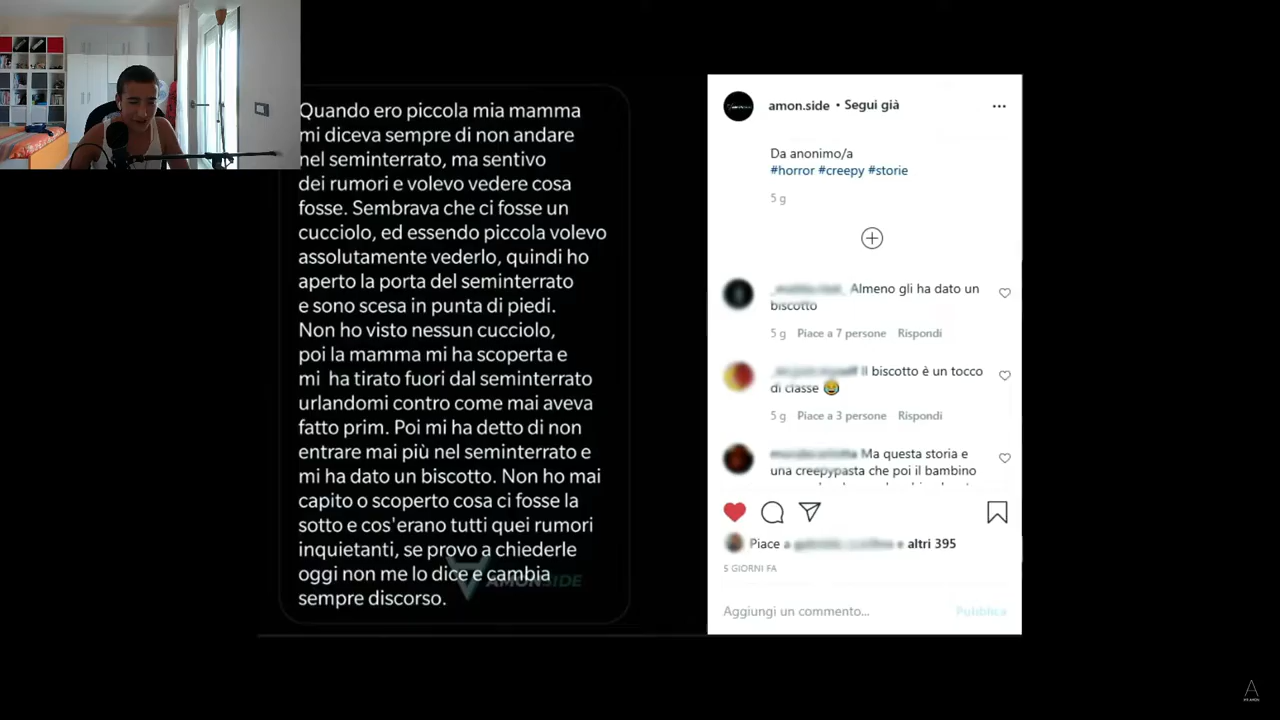 Quando ero piccola mia mamma
mi diceva sempre di non andare
nel seminterrato, ma sentivo
dei rumori e volevo vedere cosa
fosse. Sembrava che ci fosse un
cucciolo, ed essendo piccola volevo
assolutamente vederlo, quindi ho
aperto la porta del seminterrato
e sono scesa in punta di piedi.
Non ho visto nessun cucciolo,
poi la mamma mi ha scoperta e
mi ha tirato fuori dal seminterrato
urlandomi contro come mai aveva
fatto prim. Poi mi ha detto di non
entrare mai più nel seminterrato e
mi ha dato un biscotto. Non ho mai
capito o scoperto cosa ci fosse la
sotto e cos'erano tutti quei rumori
inquietanti, se provo a chiederle
oggi non me lo dice e cambia
sempre discorso.
AMONSIDE
amon.side • Segui già
Da anonimo/a
#horror #creepy #storie
5 g
Almeno gli ha dato un
biscotto
5 g Piace a 7 persone Rispondi
Il biscotto è un tocco
di classe 😂
5 g Piace a 3 persone Rispondi
Ma questa storia e
una creepypasta che poi il bambino
Piace a e altri 395
5 GIORNI FA
Aggiungi un commento... Pubblica